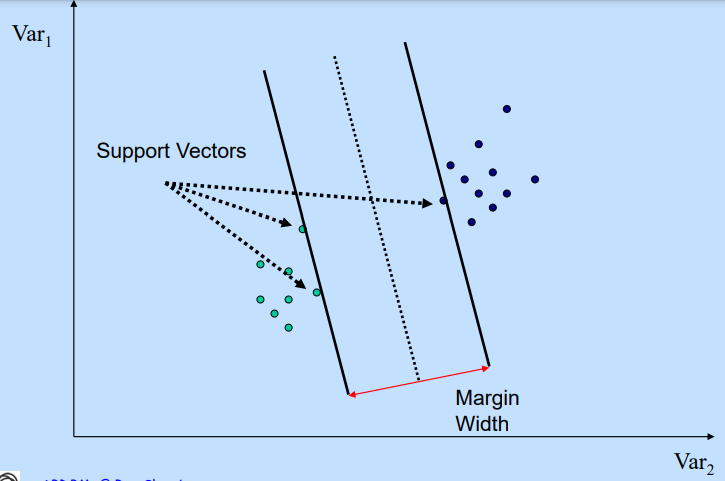 Var1
Support Vectors
Margin
Width
Var2